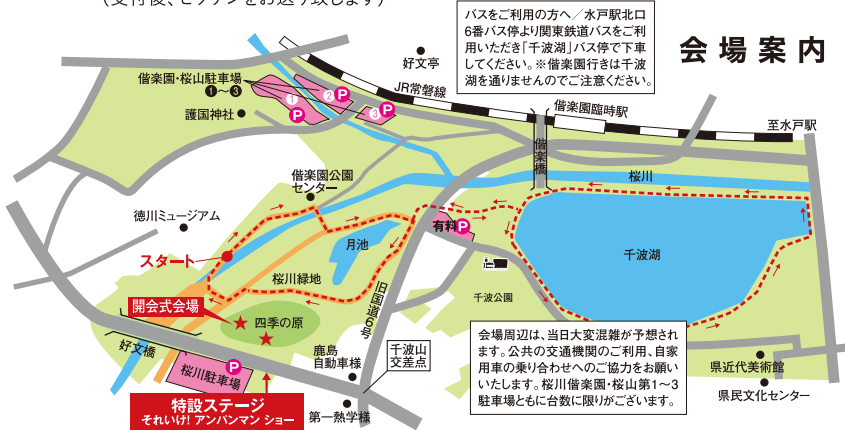 (受付後、ゼッケンをお送り致します)
バスをご利用の方へ／水戸駅北口
6番バス停より関東鉄道バスをご
利用いただき「千波湖」バス停で下車
してください。※偕楽園行きは千波
湖を通りませんのでご注意ください。
会場案内
好文亭
偕楽園・桜山駐車場
❶〜❸
護国神社
1
2
3
P
P
P
JR常磐線
偕楽園臨時駅
至水戸駅
偕楽橋
桜川
偕楽園公園
センター
徳川ミュージアム
スタート
月池
有料
P
千波湖
桜川緑地
旧国道6号
千波公園
開会式会場
四季の原
好文橋
桜川駐車場
P
鹿島
自動車様
千波山
交差点
特設ステージ
それいけ! アンパンマン ショー
第一熱学様
会場周辺は、当日大変混雑が予想され
ます。公共の交通機関のご利用、自家
用車の乗り合わせへのご協力をお願い
いたします。桜川偕楽園・桜山第1〜3
駐車場ともに台数に限りがございます。
県近代美術館
県民文化センター